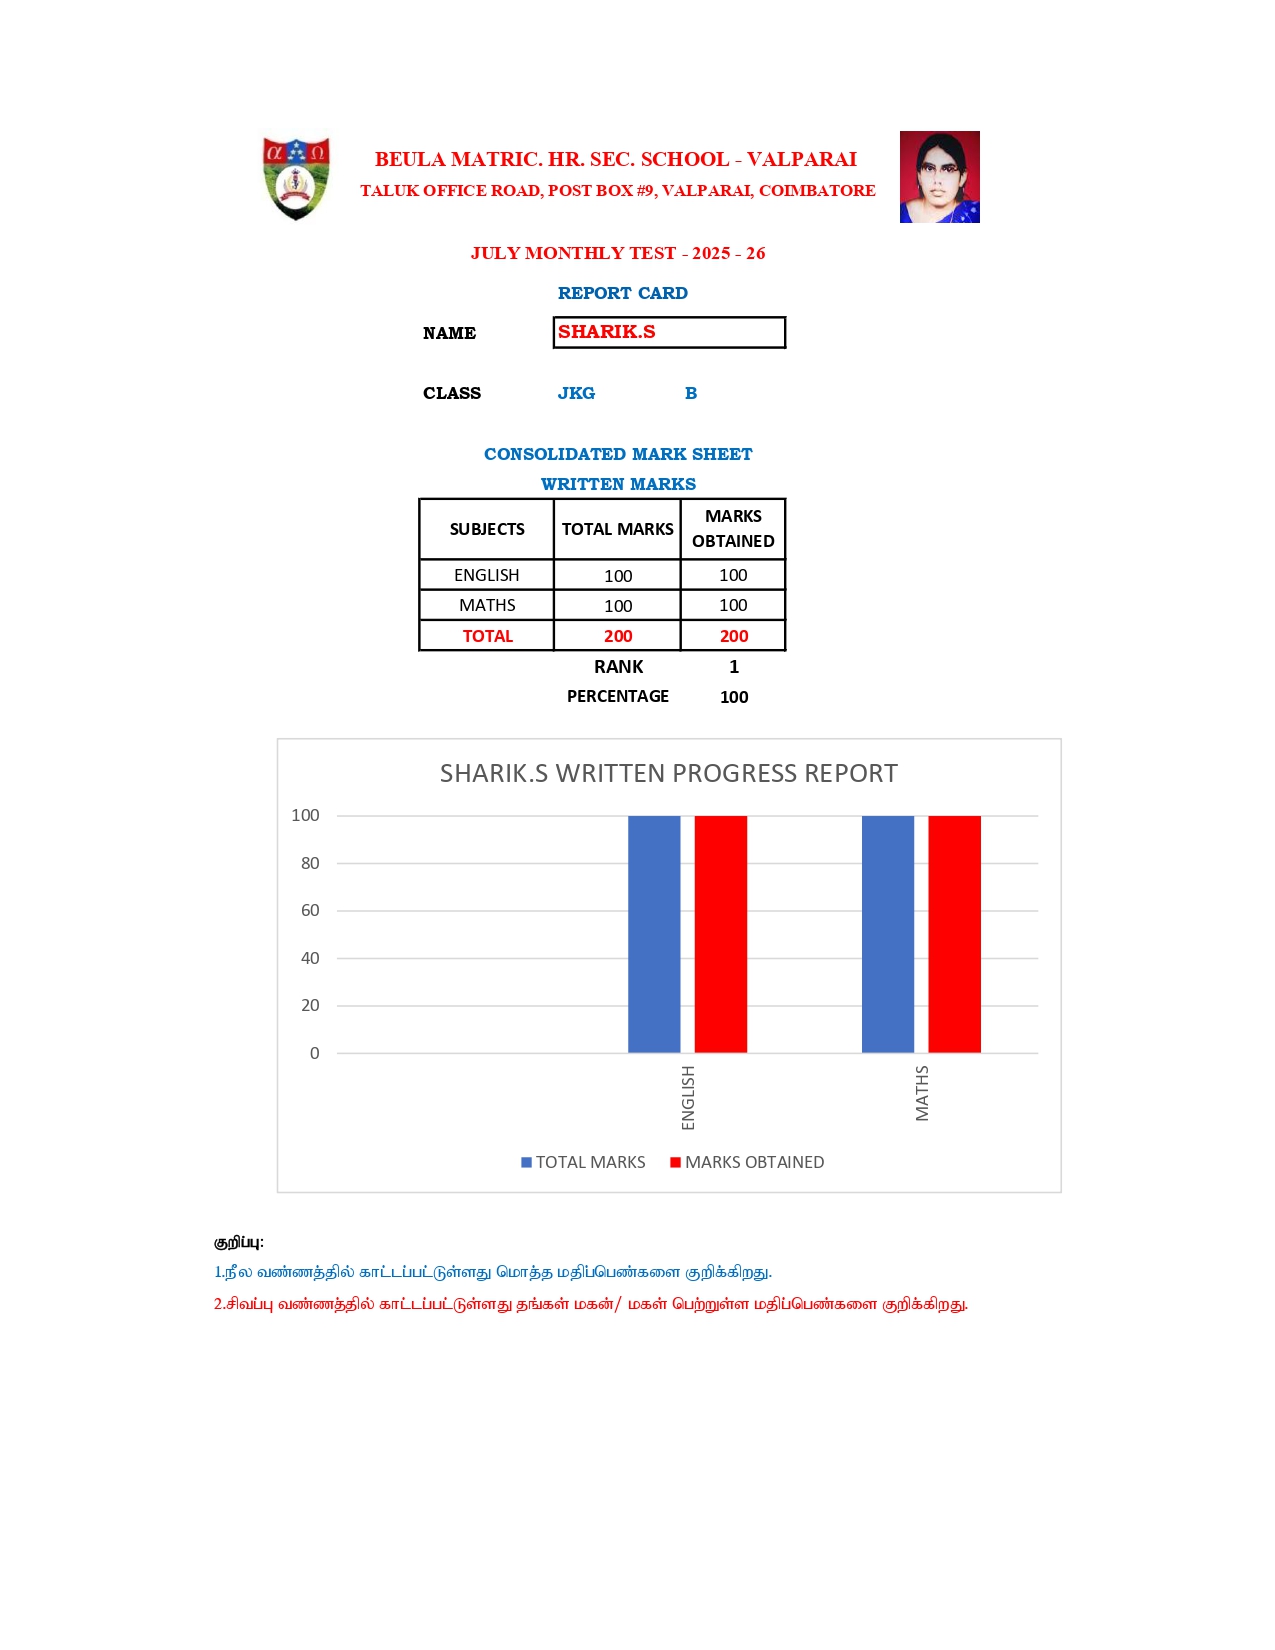 α Ω
BEULA MATRIC. HR. SEC. SCHOOL - VALPARAI
TALUK OFFICE ROAD, POST BOX #9, VALPARAI, COIMBATORE
JULY MONTHLY TEST - 2025 - 26
REPORT CARD
NAME SHARIK.S
CLASS JKG B
CONSOLIDATED MARK SHEET
WRITTEN MARKS
SUBJECTS TOTAL MARKS MARKS OBTAINED
ENGLISH 100 100
MATHS 100 100
TOTAL 200 200
RANK 1
PERCENTAGE 100
SHARIK.S WRITTEN PROGRESS REPORT
100
80
60
40
20
0
ENGLISH MATHS
TOTAL MARKS MARKS OBTAINED
குறிப்பு:
1.நீல வண்ணத்தில் காட்டப்பட்டுள்ளது மொத்த மதிப்பெண்களை குறிக்கிறது.
2.சிவப்பு வண்ணத்தில் காட்டப்பட்டுள்ளது தங்கள் மகன்/ மகள் பெற்றுள்ள மதிப்பெண்களை குறிக்கிறது.